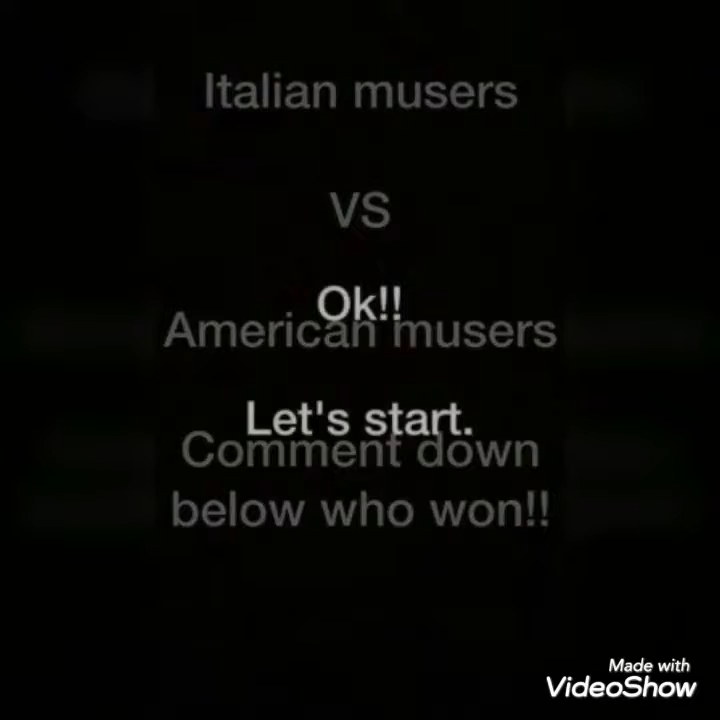 Italian musers
VS
Ok!!
American musers
Let's start.
Comment down
below who won!!
Made with
VideoShow